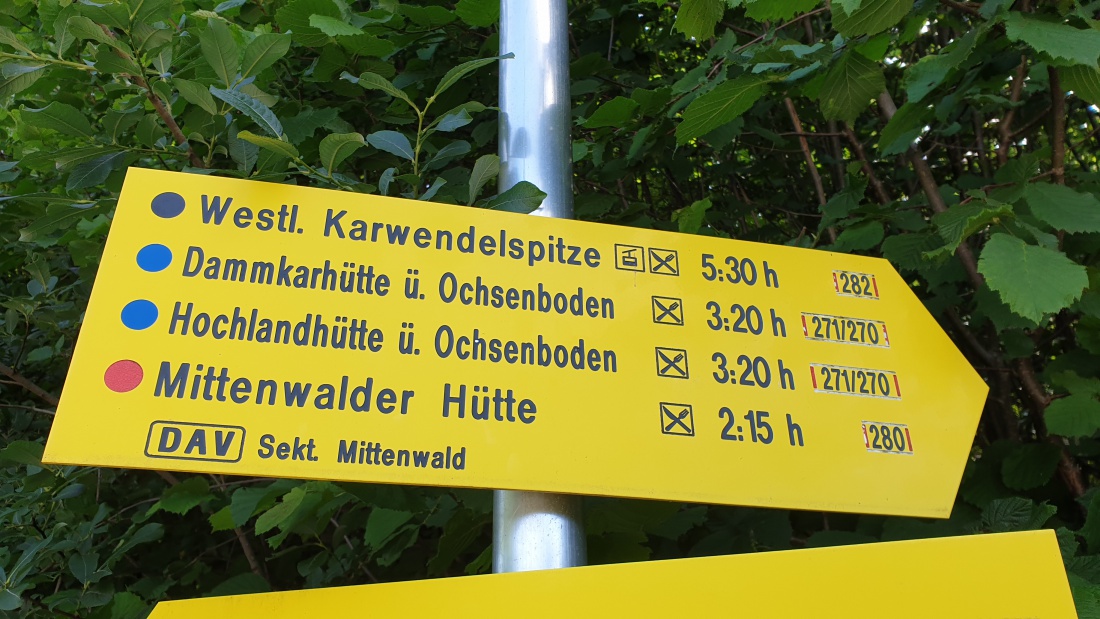 Westl. Karwendelspitze 5:30 h 282
Dammkarhütte ü. Ochsenboden 3:20 h 271/270
Hochlandhütte ü. Ochsenboden 3:20 h 271/270
Mittenwalder Hütte 2:15 h 280
DAV Sekt. Mittenwald